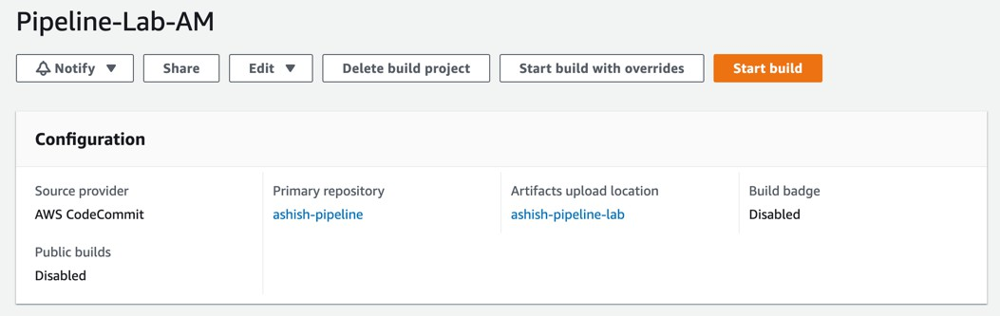 Pipeline-Lab-AM
Notify
Share
Edit
Delete build project
Start build with overrides
Start build
Configuration
Source provider
AWS CodeCommit
Primary repository
ashish-pipeline
Artifacts upload location
ashish-pipeline-lab
Build badge
Disabled
Public builds
Disabled